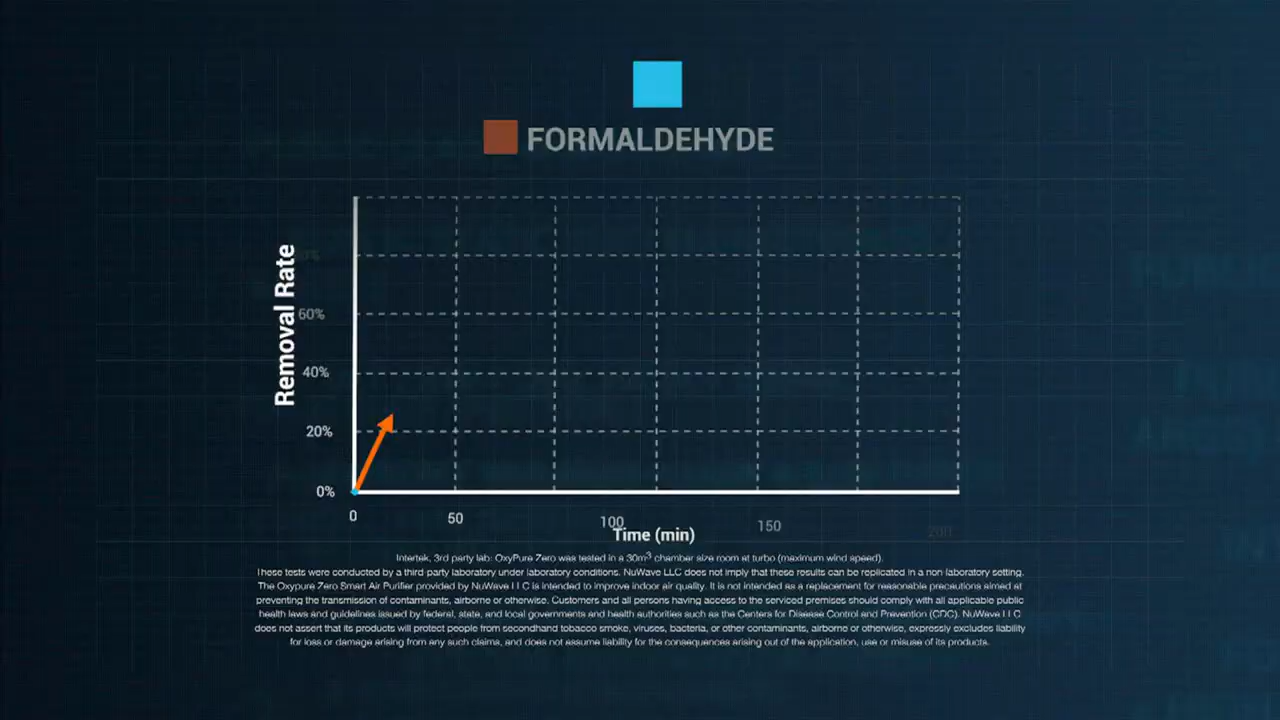 FORMALDEHYDE
Removal Rate
60%
40%
20%
0%
0 50 100 150 200
Time (min)
Intertek, 3rd party lab: OxyPure Zero was tested in a 30m³ chamber size room at turbo (maximum wind speed).
These tests were conducted by a third-party laboratory under laboratory conditions. NuWave LLC does not imply that these results can be replicated in a non-laboratory setting.
The Oxypure Zero Smart Air Purifier provided by NuWave LLC is intended to improve indoor air quality. It is not intended as a replacement for reasonable precautions aimed at
preventing the transmission of contaminants, airborne or otherwise. Customers and all persons having access to the serviced premises should comply with all applicable public
health laws and guidelines issued by federal, state, and local governments and health authorities such as the Centers for Disease Control and Prevention (CDC). NuWave LLC
does not assert that its products will protect people from secondhand tobacco smoke, viruses, bacteria, or other contaminants, airborne or otherwise, expressly excludes liability
for loss or damage arising from any such claims, and does not assume liability for the consequences arising out of the application, use or misuse of its products.